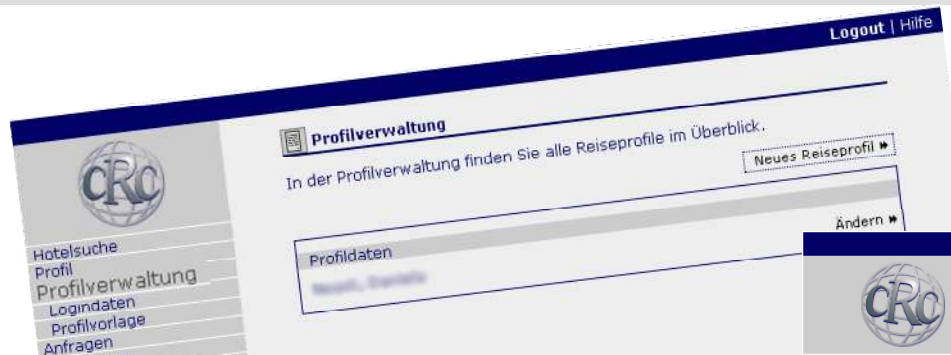 Logout | Hilfe
Profilverwaltung
In der Profilverwaltung finden Sie alle Reiseprofile im Überblick.
Neues Reiseprofil
Profildaten
Ändern
CRC
Hotelsuche
Profil
Profilverwaltung
Logindaten
Profilvorlage
Anfragen
CRC